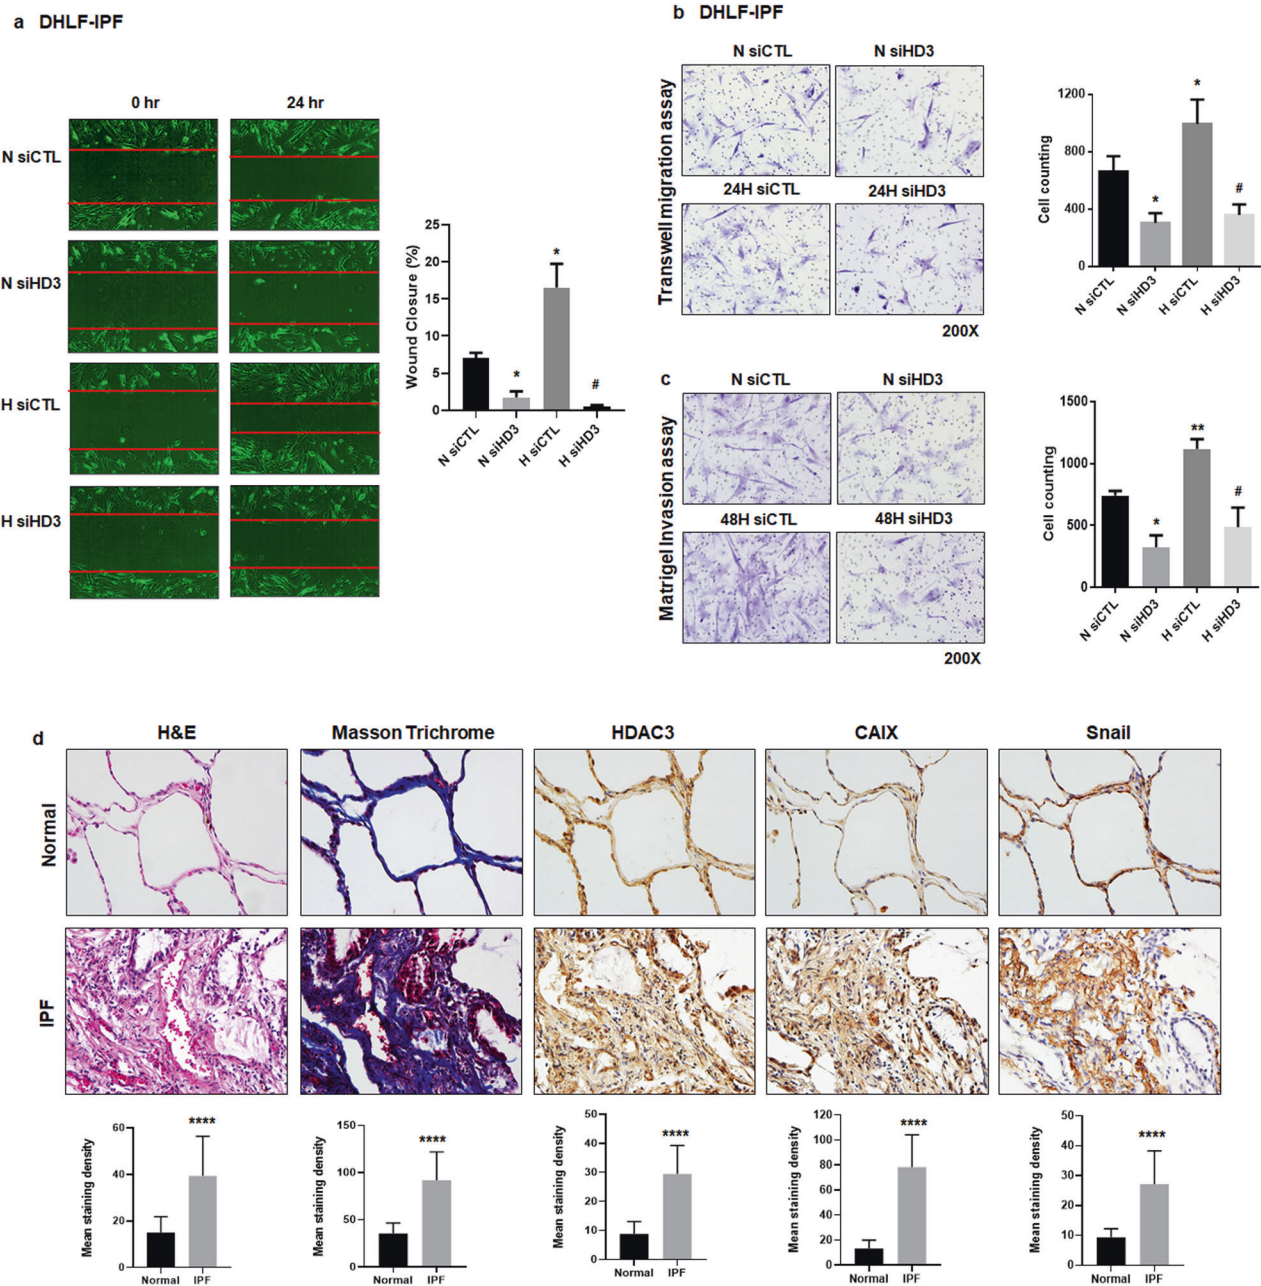 a DHLF-IPF
0 hr 24 hr
N siCTL
N siHD3
H siCTL
H siHD3
Wound Closure (%)
25
20
15
10
5
0
*
*
#
N siCTL N siHD3 H siCTL H siHD3
b DHLF-IPF
Transwell migration assay
N siCTL N siHD3
24H siCTL 24H siHD3
200X
Cell counting
1200
800
400
0
*
*
#
N siCTL N siHD3 H siCTL H siHD3
c
Matrigel Invasion assay
N siCTL N siHD3
48H siCTL 48H siHD3
200X
Cell counting
1500
1000
500
0
*
**
#
N siCTL N siHD3 H siCTL H siHD3
d
H&E Masson Trichrome HDAC3 CAIX Snail
Normal
IPF
Mean staining density
60
40
20
0
****
Normal IPF
Mean staining density
150
100
50
0
****
Normal IPF
Mean staining density
50
40
30
20
10
0
****
Normal IPF
Mean staining density
120
100
80
60
40
20
0
****
Normal IPF
Mean staining density
50
40
30
20
10
0
****
Normal IPF